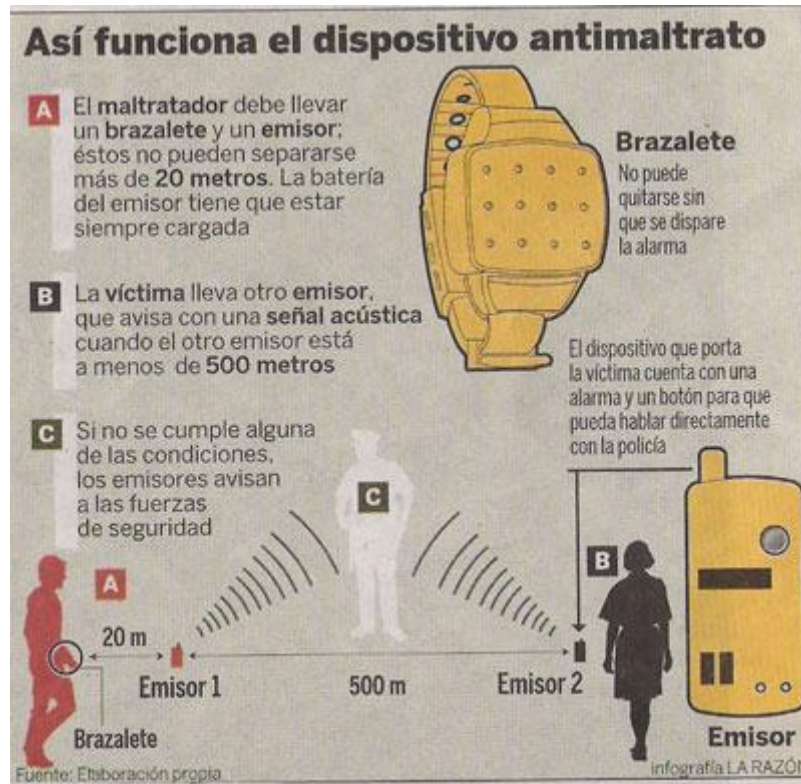 Así funciona el dispositivo antimaltrato
A
El maltratador debe llevar
un brazalete y un emisor;
éstos no pueden separarse
más de 20 metros. La batería
del emisor tiene que estar
siempre cargada
Brazalete
No puede
quitarse sin
que se dispare
la alarma
B
La víctima lleva otro emisor,
que avisa con una señal acústica
cuando el otro emisor está
a menos de 500 metros
El dispositivo que porta
la víctima cuenta con una
alarma y un botón para que
pueda hablar directamente
con la policía
C
Si no se cumple alguna
de las condiciones,
los emisores avisan
a las fuerzas
de seguridad
C
A
B
20 m
Emisor 1
500 m
Emisor 2
Brazalete
Emisor
Fuente: Elaboración propia
infografía LA RAZÓN